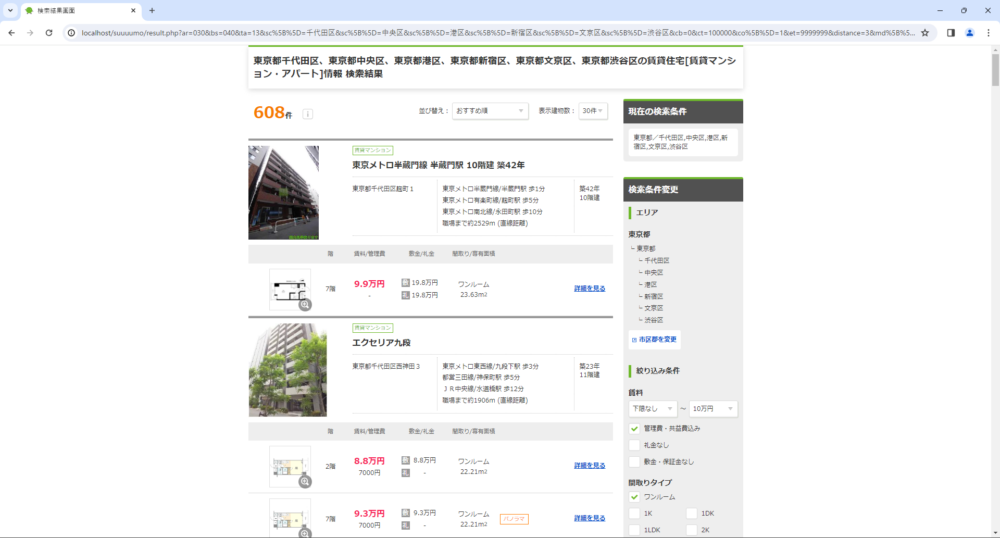 検索結果画面
localhost/suuuumo/result.php?ar=030&bs=040&ta=13&sc%5B%5D=千代田区&sc%5B%5D=中央区&sc%5B%5D=港区&sc%5B%5D=新宿区&sc%5B%5D=文京区&sc%5B%5D=渋谷区&cb=0&ct=100000&co%5B%5D=1&et=9999999&distance=3&md%5B%5...
東京都千代田区、東京都中央区、東京都港区、東京都新宿区、東京都文京区、東京都渋谷区の賃貸住宅[賃貸マンシ
ョン・アパート]情報 検索結果
608件
並び替え：
おすすめ順
表示建物数：
30件
賃貸マンション
東京メトロ半蔵門線 半蔵門駅 10階建 築42年
東京都千代田区麹町１
東京メトロ半蔵門線/半蔵門駅 歩1分
東京メトロ有楽町線/麹町駅 歩5分
東京メトロ南北線/永田町駅 歩10分
職場まで約2529m (直線距離)
築42年
10階建
階 賃料/管理費 敷金/礼金 間取り/専有面積
7階
9.9万円
-
敷 19.8万円
礼 19.8万円
ワンルーム
23.63m2
詳細を見る
賃貸マンション
エクセリア九段
東京都千代田区西神田３
東京メトロ東西線/九段下駅 歩3分
都営三田線/神保町駅 歩5分
ＪＲ中央線/水道橋駅 歩12分
職場まで約1906m (直線距離)
築23年
11階建
階 賃料/管理費 敷金/礼金 間取り/専有面積
2階
8.8万円
7000円
敷 8.8万円
礼 -
ワンルーム
22.21m2
詳細を見る
7階
9.3万円
7000円
敷 9.3万円
礼 -
ワンルーム
22.21m2
パノラマ
詳細を見る
現在の検索条件
東京都／千代田区,中央区,港区,新
宿区,文京区,渋谷区
検索条件変更
エリア
東京都
東京都
千代田区
中央区
港区
新宿区
文京区
渋谷区
市区郡を変更
絞り込み条件
賃料
下限なし ～ 10万円
管理費・共益費込み
礼金なし
敷金・保証金なし
間取りタイプ
ワンルーム
1K 1DK
1LDK 2K